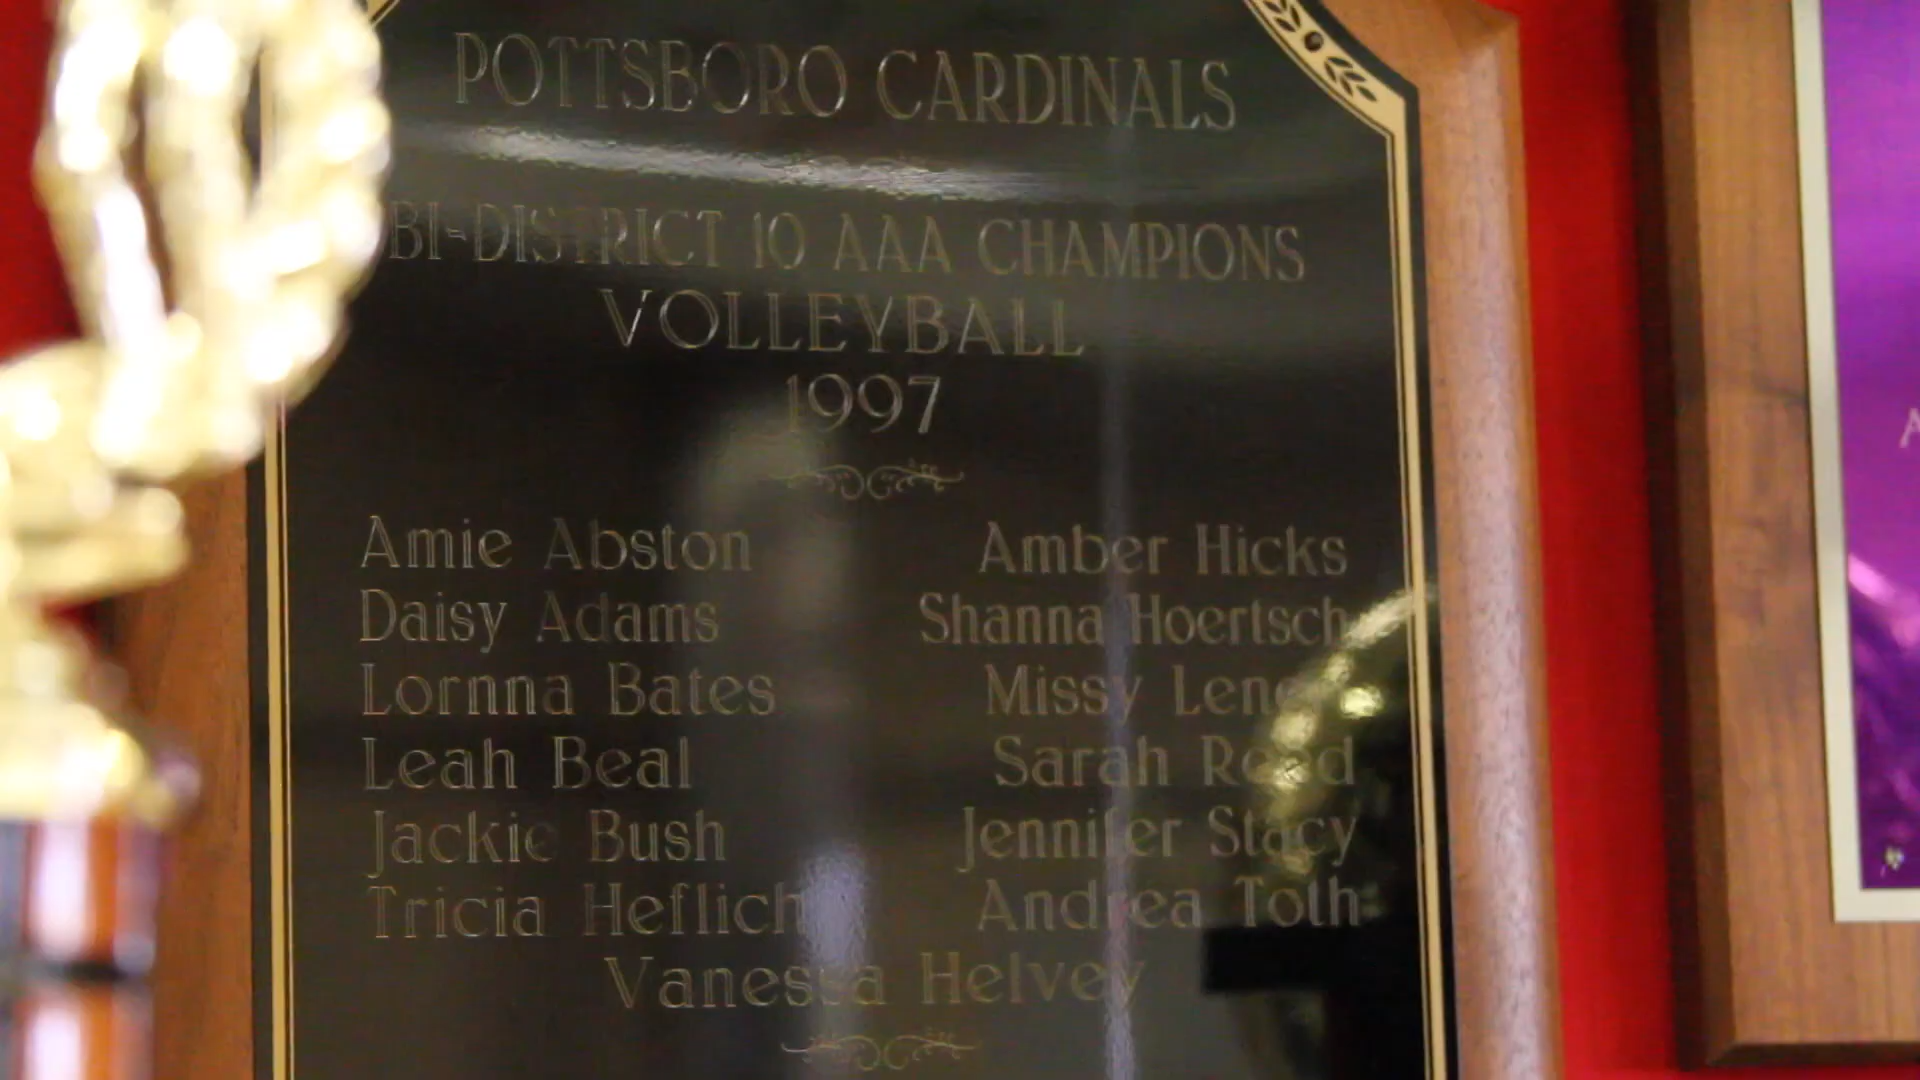 POTTSBORO CARDINALS
BI-DISTRICT 10 AAA CHAMPIONS
VOLLEYBALL
1997
Amie Abston Amber Hicks
Daisy Adams Shanna Hoertsch
Lornna Bates Missy
Leah Beal Sarah Reed
Jackie Bush Jennifer Stacy
Tricia Heflich Andrea Toth
Vanessa Helvey
A